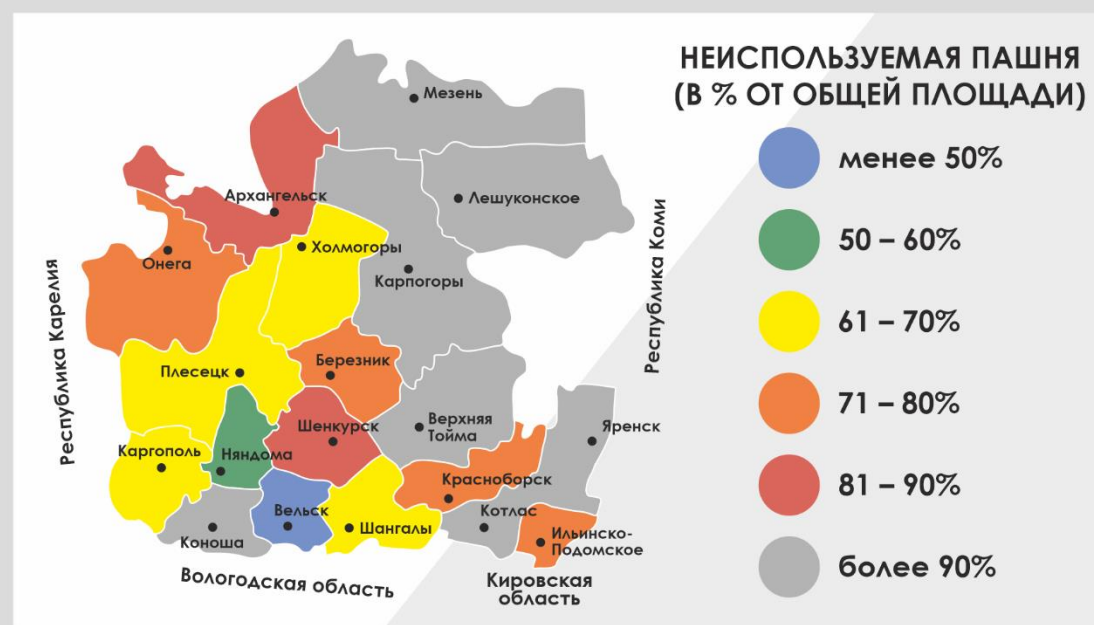 НЕИСПОЛЬЗУЕМАЯ ПАШНЯ
(В % ОТ ОБЩЕЙ ПЛОЩАДИ)
менее 50%
50 – 60%
61 – 70%
71 – 80%
81 – 90%
более 90%
Мезень
Лешуконское
Архангельск
Холмогоры
Онега
Карпогоры
Республика Карелия
Республика Коми
Плесецк
Березник
Верхняя
Тойма
Яренск
Шенкурск
Каргополь
Няндома
Красноборск
Вельск
Шангалы
Котлас
Коноша
Ильинско-
Подомское
Вологодская область
Кировская
область